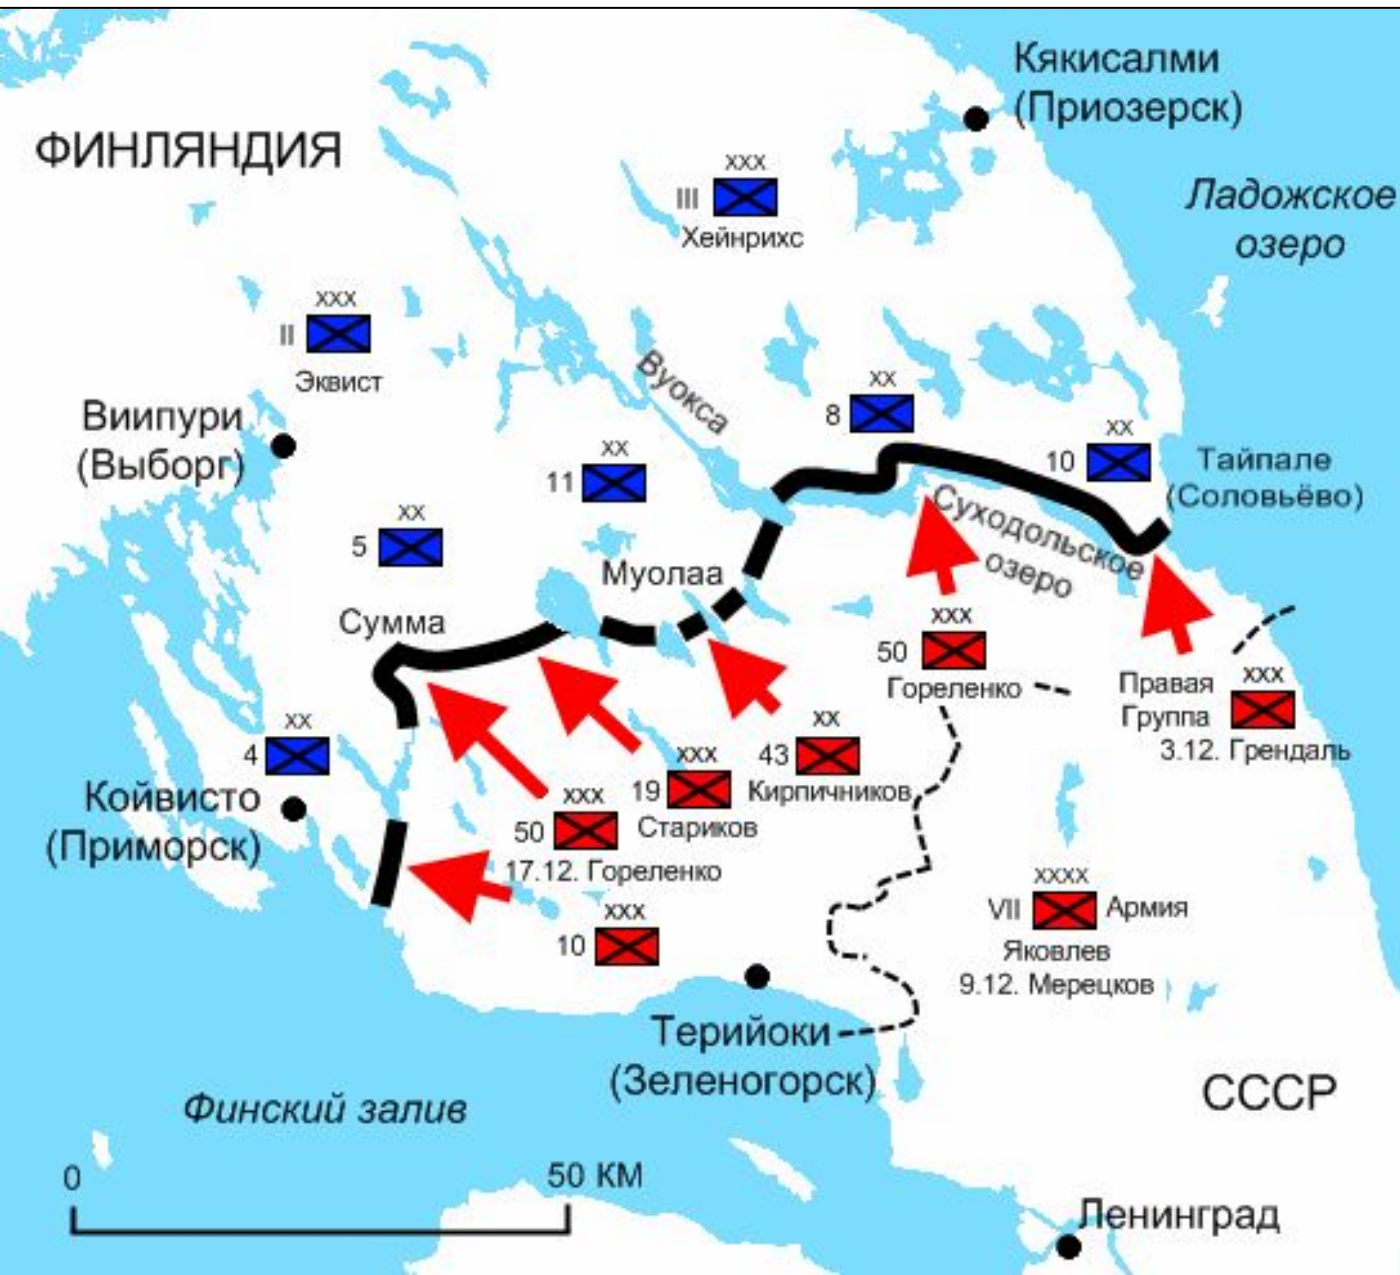 Кякисалми
(Приозерск)
ФИНЛЯНДИЯ
xxx
III
Хейнрихс
Ладожское
озеро
xxx
II
Эквист
Вуокса
xx
8
Виипури
(Выборг)
xx
11
xx
10
Тайпале
(Соловьёво)
xx
5
Суходольское
озеро
Муолаа
Сумма
xxx
50
Гореленко
Правая
Группа
xxx
3.12. Грендаль
xx
4
xx
43
Кирпичников
xxx
19
Стариков
Койвисто
(Приморск)
xxx
50
17.12. Гореленко
xxxx
VII
Армия
Яковлев
9.12. Мерецков
xxx
10
Терийоки
(Зеленогорск)
СССР
Финский залив
0
50 КМ
Ленинград